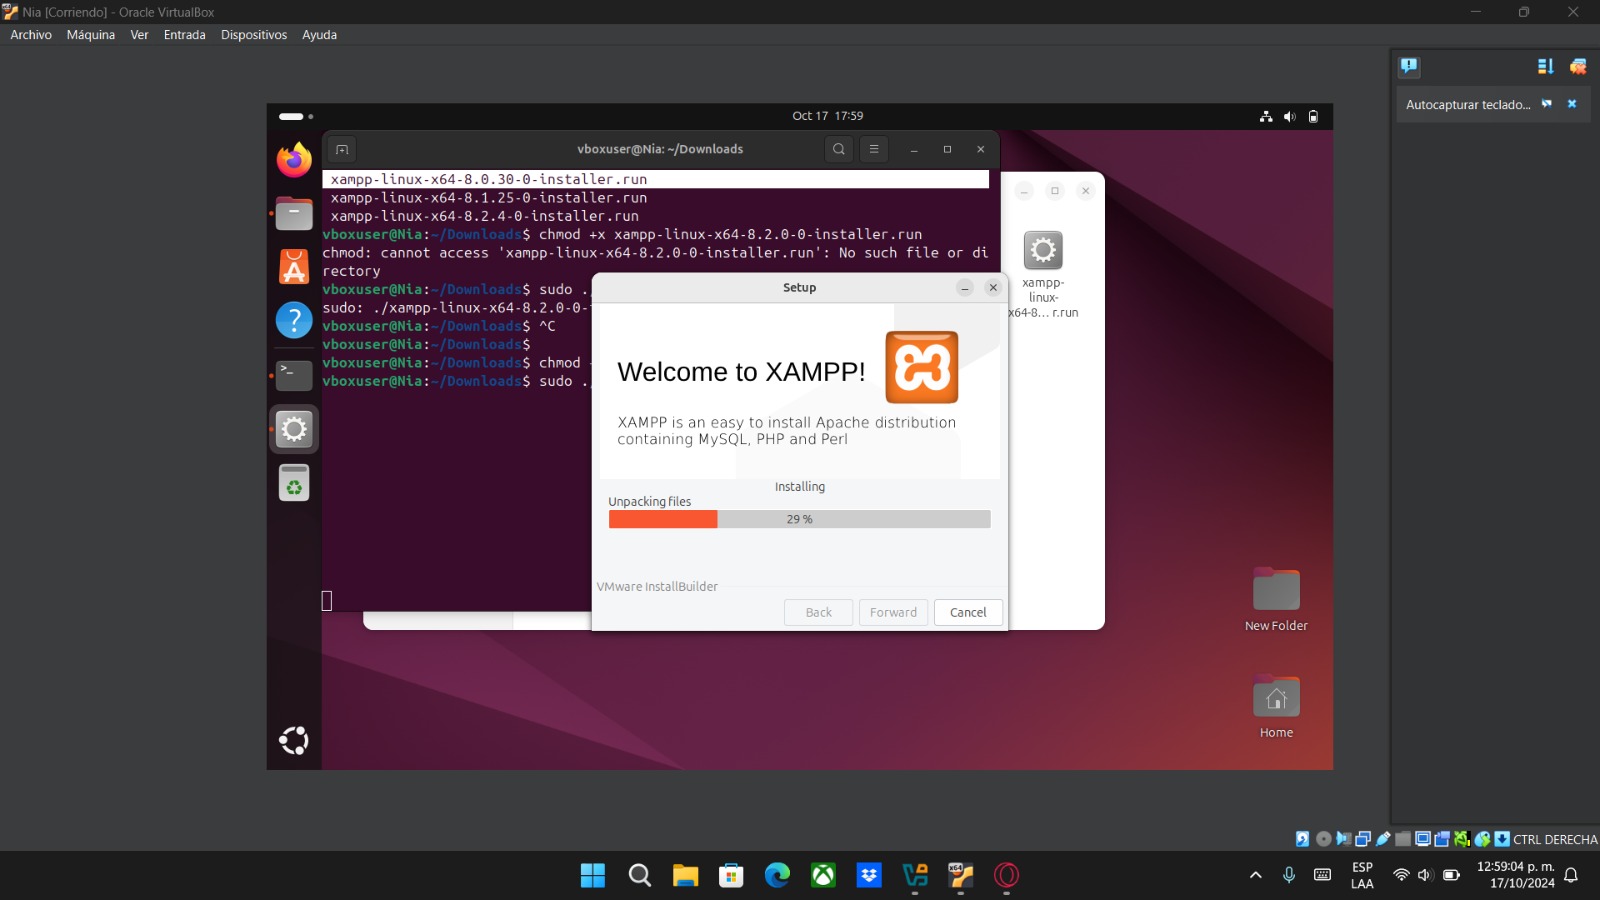 Nia [Corriendo] - Oracle VirtualBox
Archivo Máquina Ver Entrada Dispositivos Ayuda
Autocapturar teclado...
Oct 17 17:59
vboxuser@Nia: ~/Downloads
xampp-linux-x64-8.0.30-0-installer.run
xampp-linux-x64-8.1.25-0-installer.run
xampp-linux-x64-8.2.4-0-installer.run
vboxuser@Nia:~/Downloads$ chmod +x xampp-linux-x64-8.2.0-0-installer.run
chmod: cannot access 'xampp-linux-x64-8.2.0-0-installer.run': No such file or di
rectory
vboxuser@Nia:~/Downloads$ sudo .
sudo: ./xampp-linux-x64-8.2.0-0-
vboxuser@Nia:~/Downloads$ ^C
vboxuser@Nia:~/Downloads$
vboxuser@Nia:~/Downloads$ chmod
vboxuser@Nia:~/Downloads$ sudo .
xampp-
linux-
x64-8... r.run
Setup
Welcome to XAMPP!
XAMPP is an easy to install Apache distribution
containing MySQL, PHP and Perl
Installing
Unpacking files
29 %
VMware InstallBuilder
Back Forward Cancel
New Folder
Home
CTRL DERECHA
ESP
LAA
12:59:04 p. m.
17/10/2024